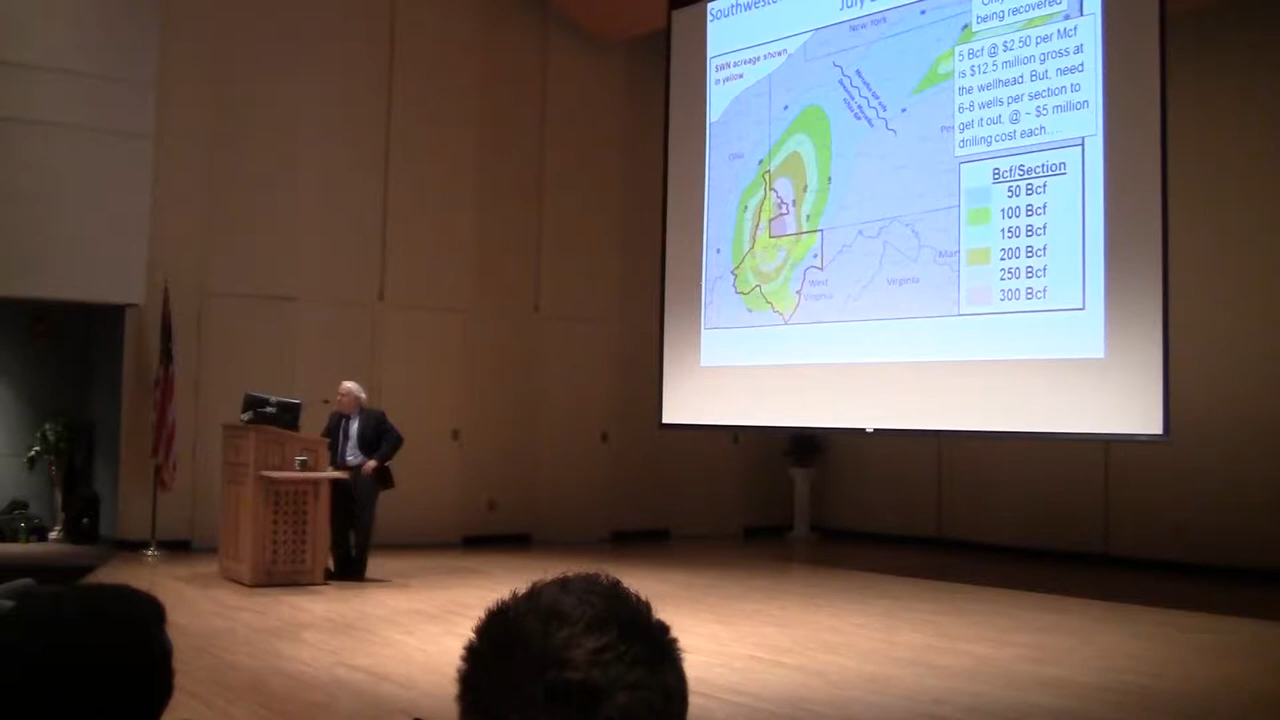 Southwestern
July
being recovered
New York
SWN acreage shown
in yellow
5 Bcf @ $2.50 per Mcf
is $12.5 million gross at
the wellhead. But, need
6-8 wells per section to
get it out, @ ~ $5 million
drilling cost each....
Ohio
Bcf/Section
50 Bcf
100 Bcf
150 Bcf
200 Bcf
250 Bcf
300 Bcf
West
Virginia
Virginia